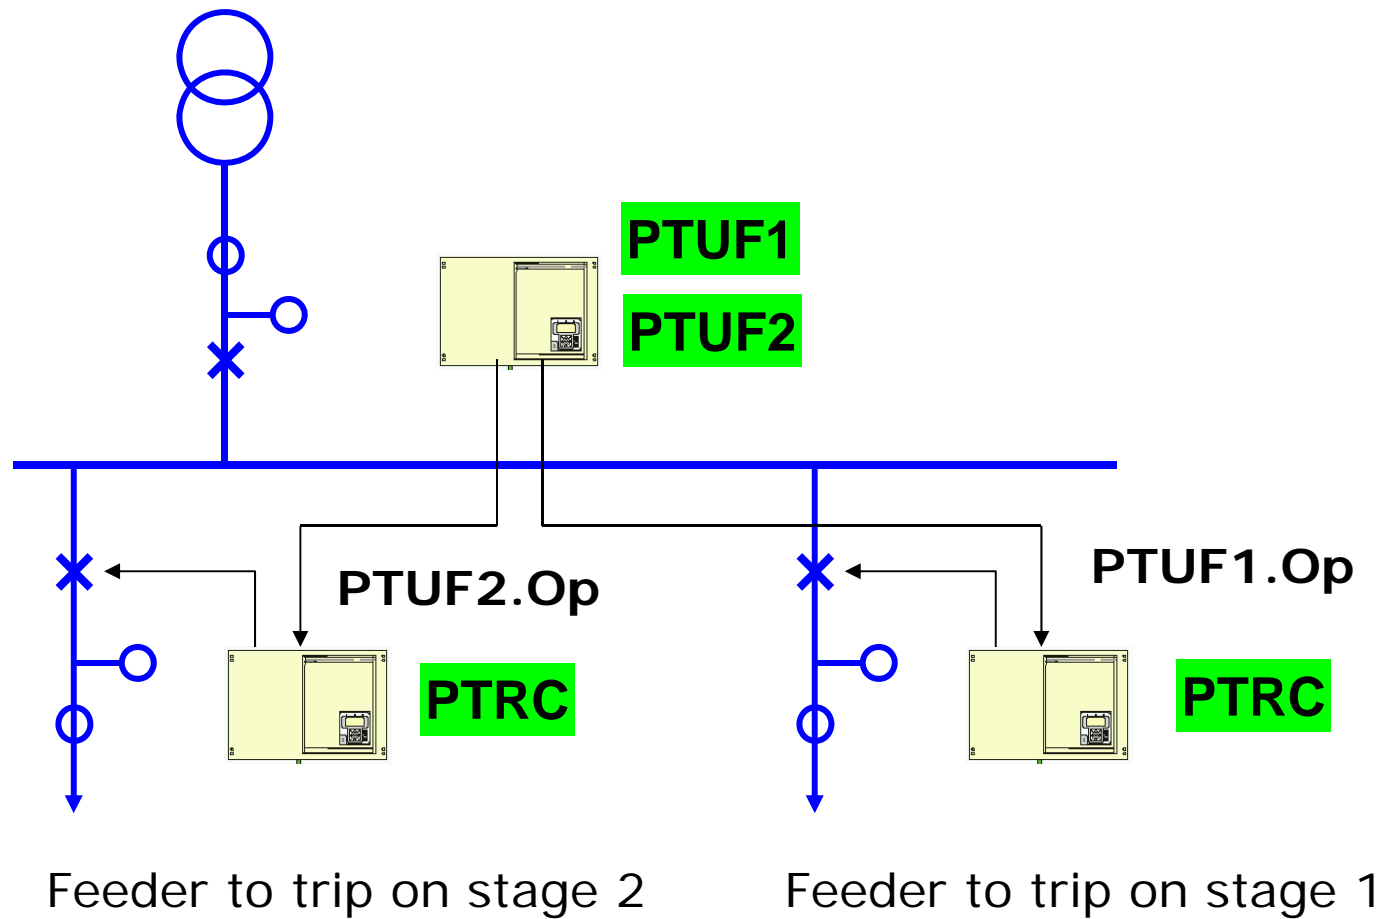 PTUF1
PTUF2
PTUF2.Op
PTUF1.Op
PTRC
PTRC
Feeder to trip on stage 2
Feeder to trip on stage 1